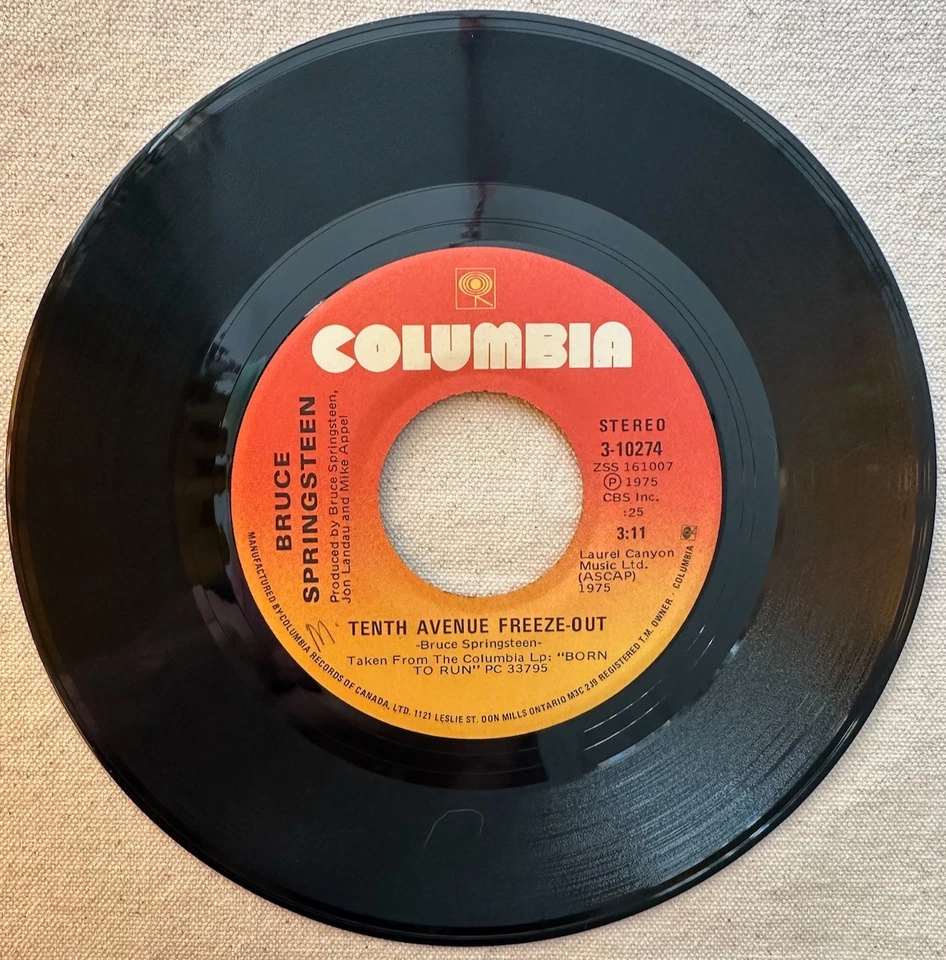 COLUMBIA
BRUCE
SPRINGSTEEN
Produced by Bruce Springsteen,
Jon Landau and Mike Appel
STEREO
3-10274
ZSS 161007
Ⓟ 1975
CBS Inc.
:25
3:11
Laurel Canyon
Music Ltd.
(ASCAP)
1975
M.
TENTH AVENUE FREEZE-OUT
-Bruce Springsteen-
Taken From The Columbia Lp: "BORN
TO RUN" PC 33795
MANUFACTURED BY COLUMBIA RECORDS OF CANADA, LTD. 1121 LESLIE ST. DON MILLS ONTARIO M3C 2J9 REGISTERED T.M. OWNER - COLUMBIA